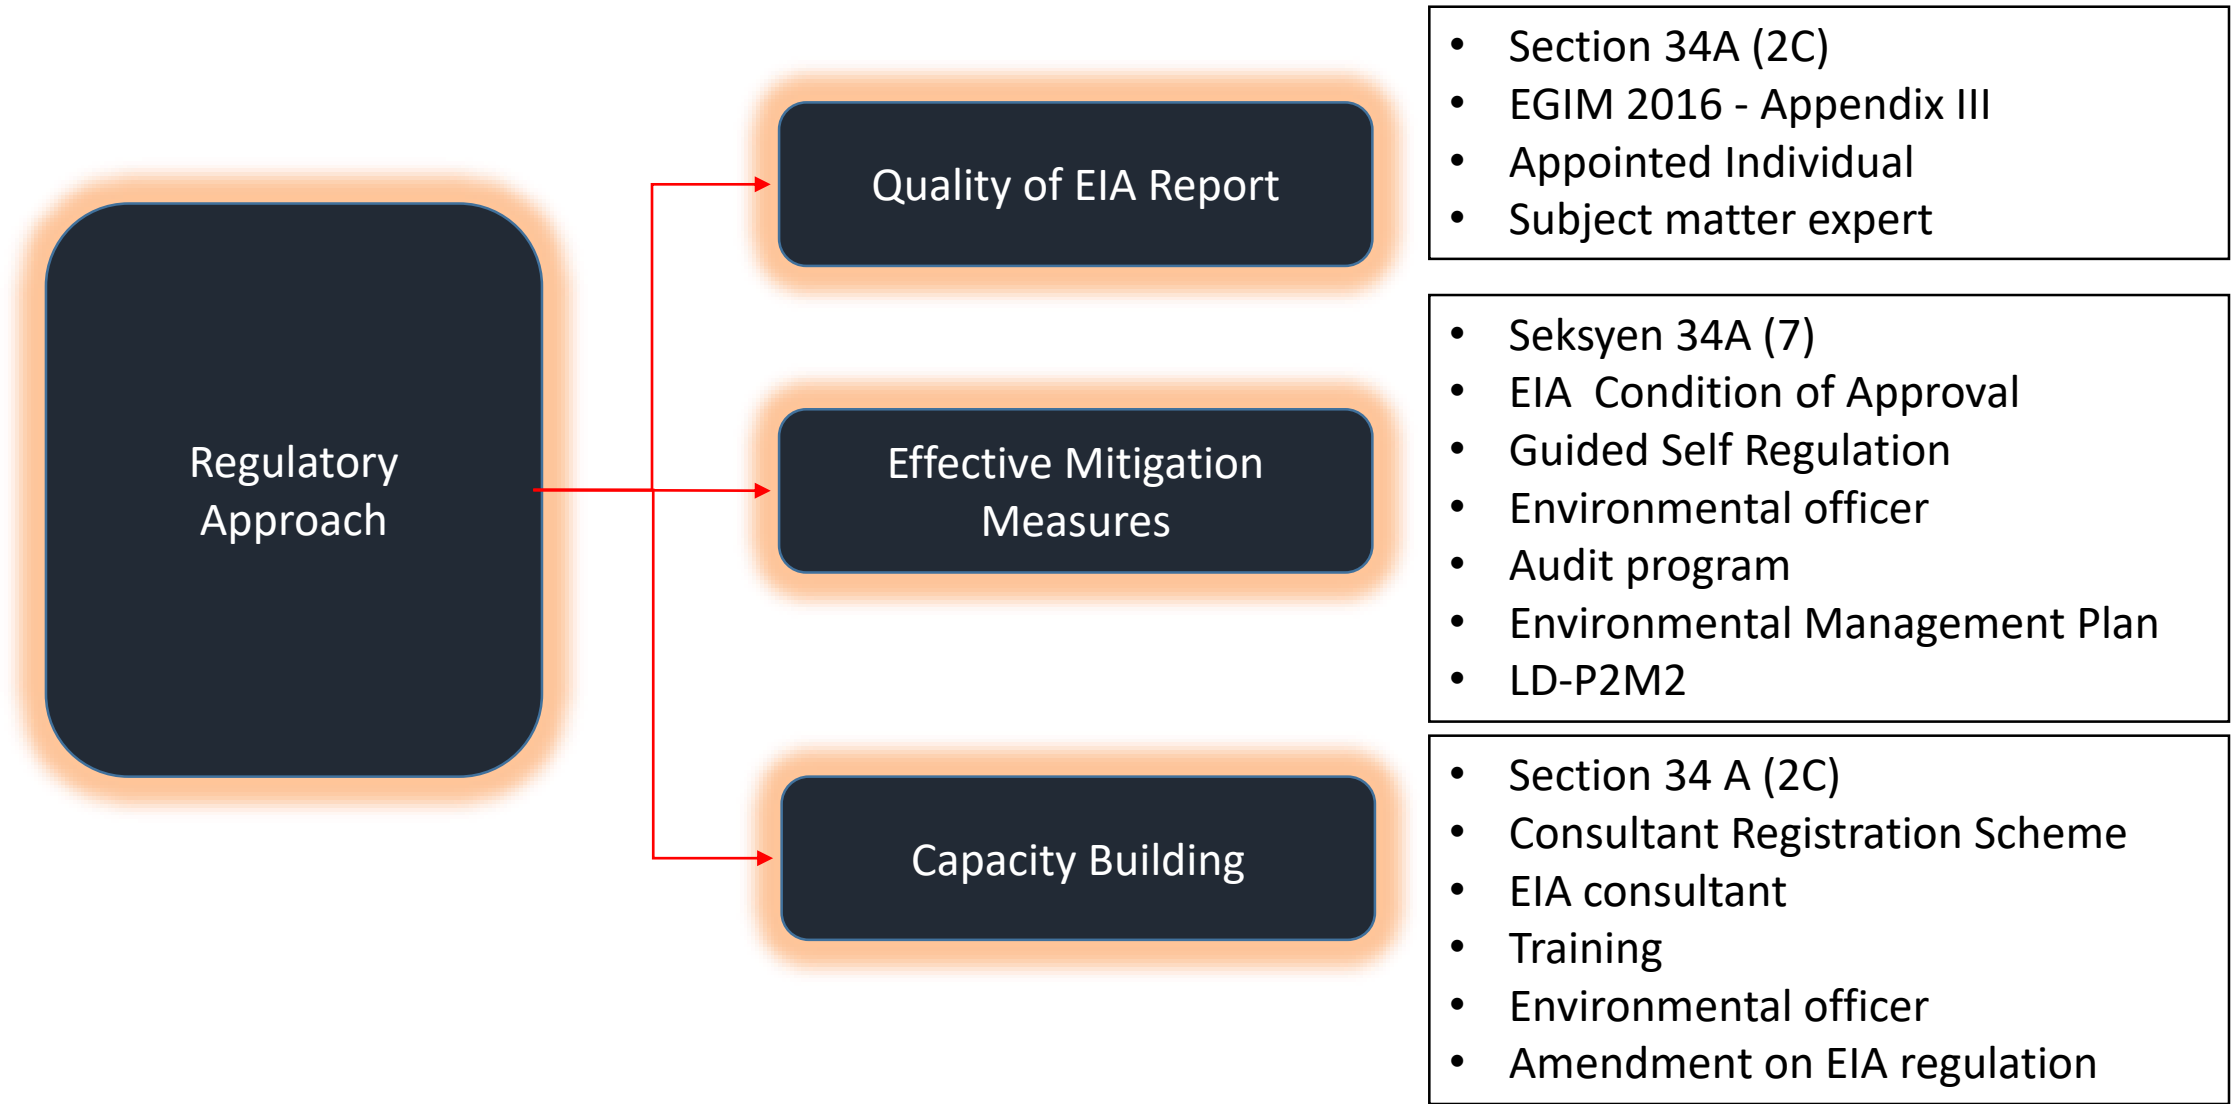 Regulatory
Approach
Quality of EIA Report
• Section 34A (2C)
• EGIM 2016 - Appendix III
• Appointed Individual
• Subject matter expert
Effective Mitigation
Measures
• Seksyen 34A (7)
• EIA  Condition of Approval
• Guided Self Regulation
• Environmental officer
• Audit program
• Environmental Management Plan
• LD-P2M2
Capacity Building
• Section 34 A (2C)
• Consultant Registration Scheme
• EIA consultant
• Training
• Environmental officer
• Amendment on EIA regulation